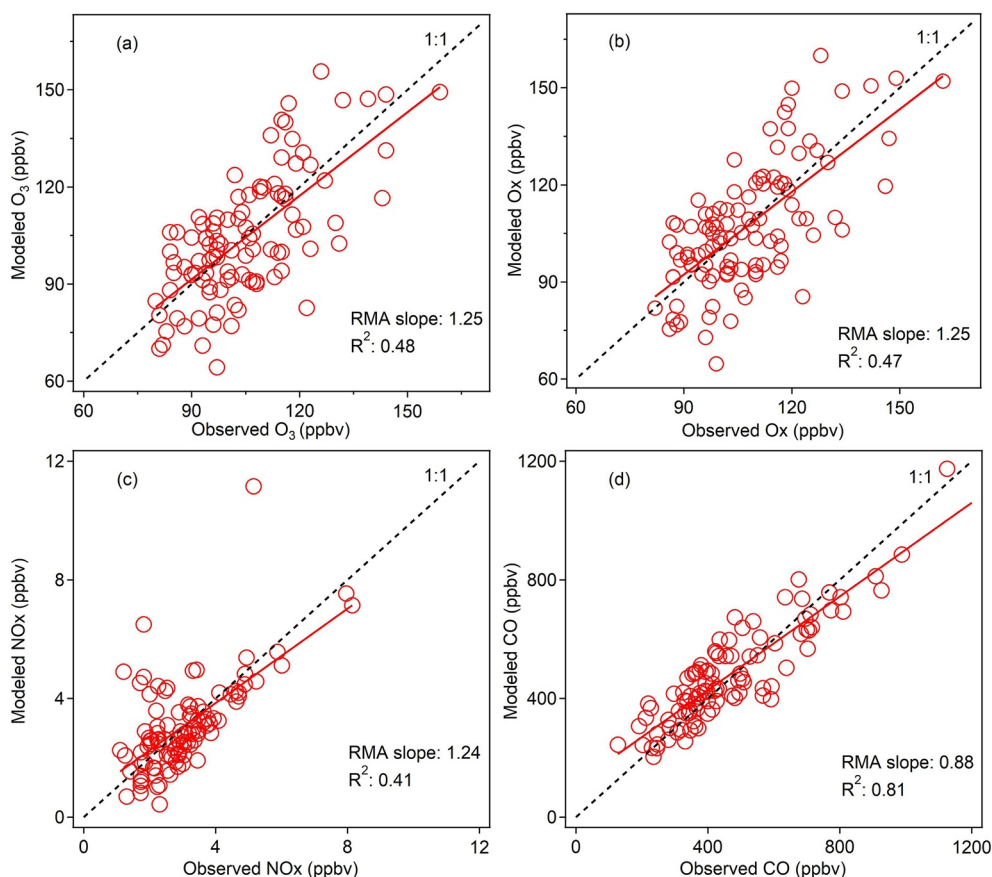 (a)
1:1
150
120
90
60
Modeled O₃ (ppbv)
RMA slope: 1.25
R²: 0.48
60 90 120 150
Observed O₃ (ppbv)
(b)
1:1
150
120
90
60
Modeled Ox (ppbv)
RMA slope: 1.25
R²: 0.47
60 90 120 150
Observed Ox (ppbv)
(c)
1:1
12
8
4
0
Modeled NOx (ppbv)
RMA slope: 1.24
R²: 0.41
0 4 8 12
Observed NOx (ppbv)
(d)
1:1
1200
800
400
0
Modeled CO (ppbv)
RMA slope: 0.88
R²: 0.81
0 400 800 1200
Observed CO (ppbv)